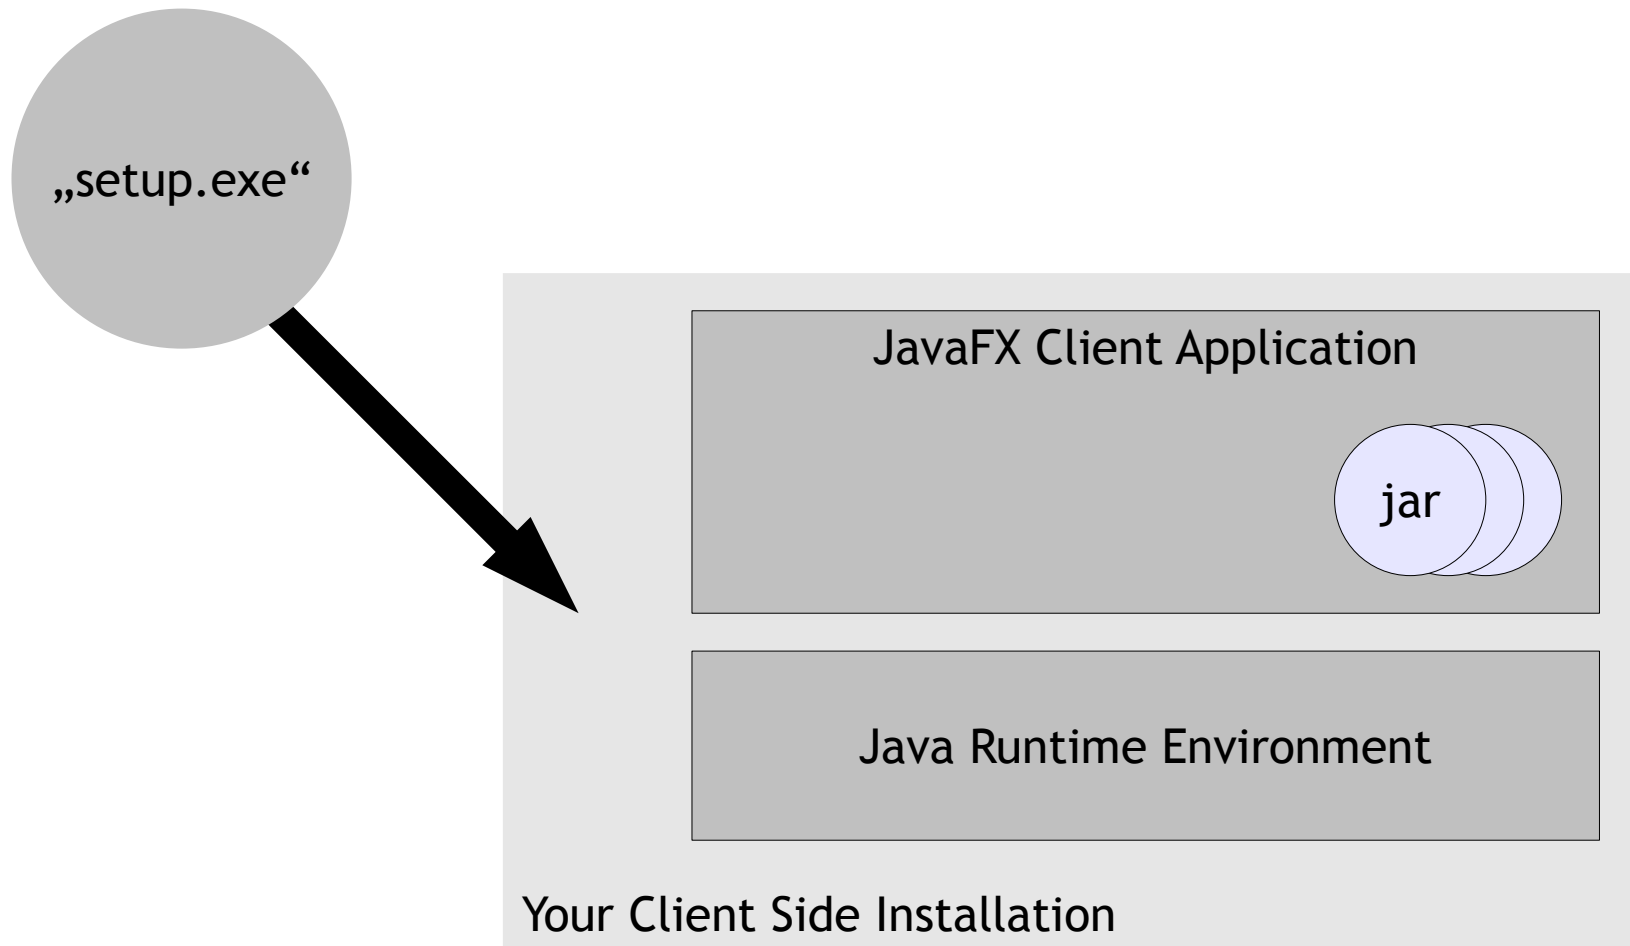 „setup.exe“
JavaFX Client Application
jar
Java Runtime Environment
Your Client Side Installation